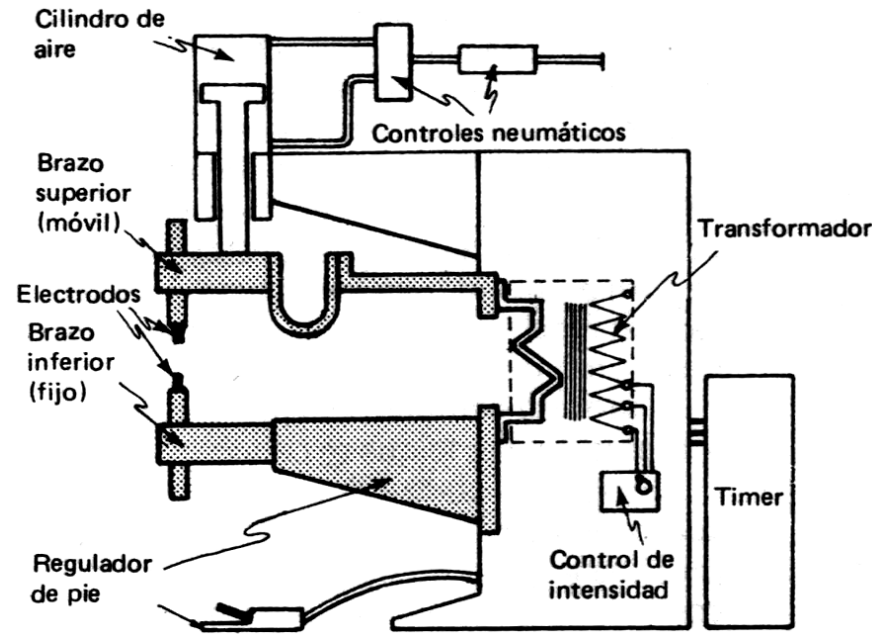 Cilindro de
aire
Controles neumáticos
Brazo
superior
(móvil)
Transformador
Electrodos
Brazo
inferior
(fijo)
Timer
Control de
intensidad
Regulador
de pie